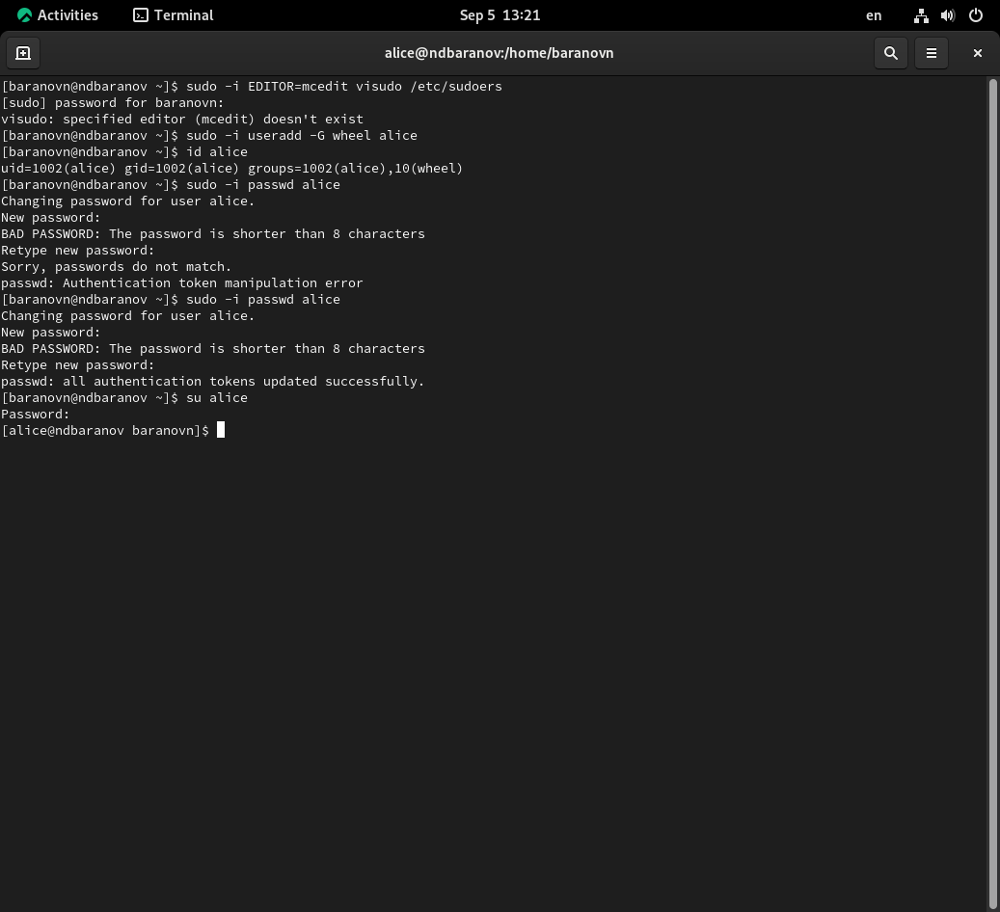 Activities Terminal Sep 5 13:21 en
alice@ndbaranov:/home/baranovn
[baranovn@ndbaranov ~]$ sudo -i EDITOR=mcedit visudo /etc/sudoers
[sudo] password for baranovn:
visudo: specified editor (mcedit) doesn't exist
[baranovn@ndbaranov ~]$ sudo -i useradd -G wheel alice
[baranovn@ndbaranov ~]$ id alice
uid=1002(alice) gid=1002(alice) groups=1002(alice),10(wheel)
[baranovn@ndbaranov ~]$ sudo -i passwd alice
Changing password for user alice.
New password:
BAD PASSWORD: The password is shorter than 8 characters
Retype new password:
Sorry, passwords do not match.
passwd: Authentication token manipulation error
[baranovn@ndbaranov ~]$ sudo -i passwd alice
Changing password for user alice.
New password:
BAD PASSWORD: The password is shorter than 8 characters
Retype new password:
passwd: all authentication tokens updated successfully.
[baranovn@ndbaranov ~]$ su alice
Password:
[alice@ndbaranov baranovn]$